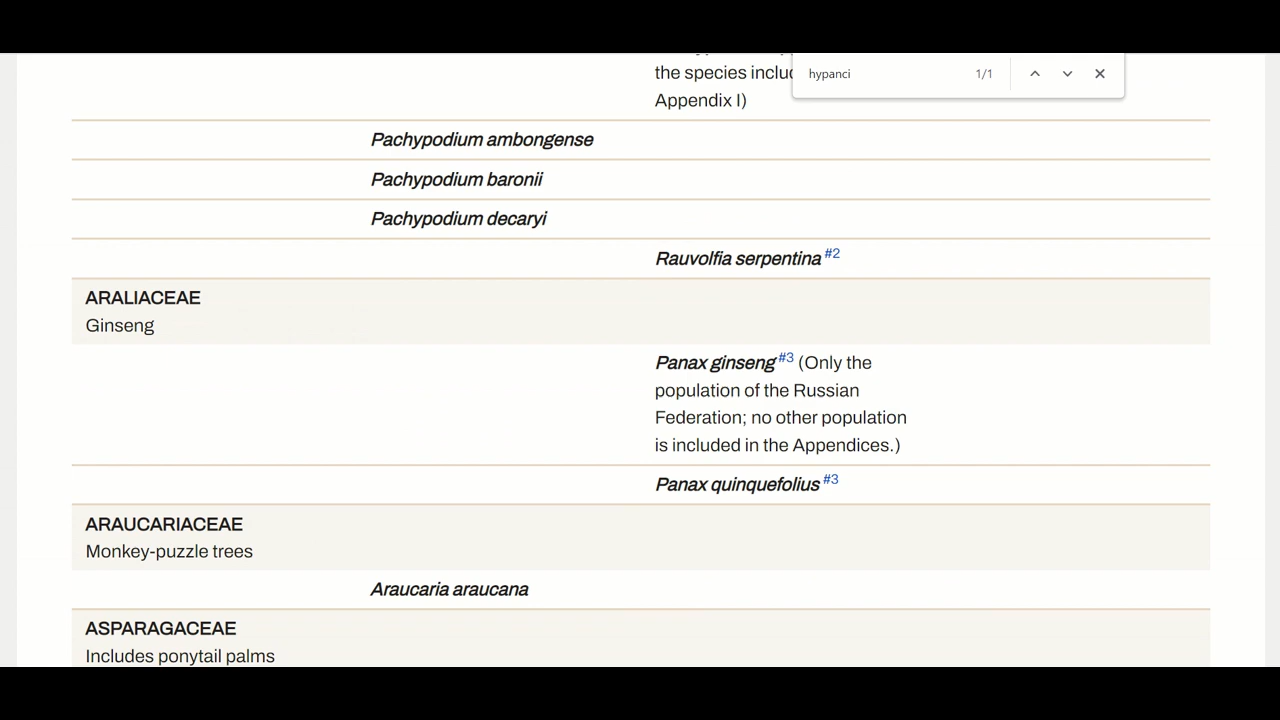 the species inclu
hypanci 1/1
Appendix I)
Pachypodium ambongense
Pachypodium baronii
Pachypodium decaryi
Rauvolfia serpentina #2
ARALIACEAE
Ginseng
Panax ginseng #3 (Only the
population of the Russian
Federation; no other population
is included in the Appendices.)
Panax quinquefolius #3
ARAUCARIACEAE
Monkey-puzzle trees
Araucaria araucana
ASPARAGACEAE
Includes ponytail palms